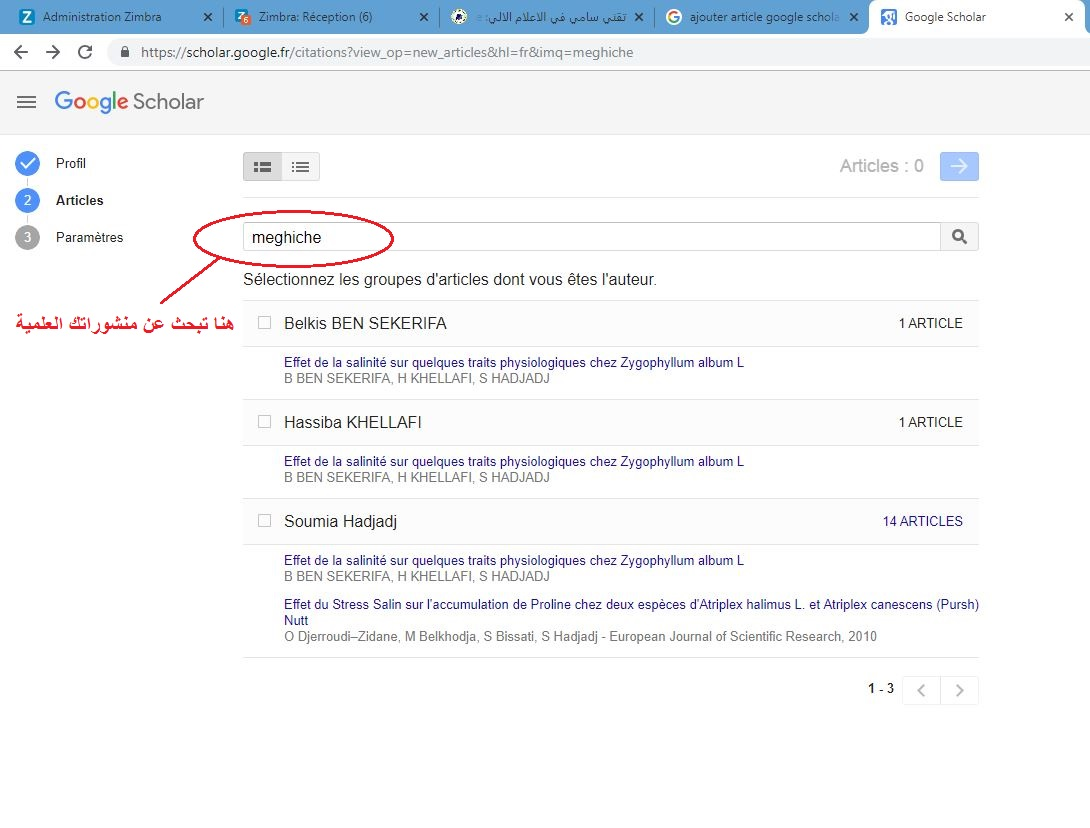 Administration Zimbra
Zimbra: Réception (6)
تقني سامي في الاعلام الالي:
ajouter article google schola
Google Scholar
https://scholar.google.fr/citations?view_op=new_articles&hl=fr&imq=meghiche
Google Scholar
Profil
Articles : 0
2 Articles
3 Paramètres
meghiche
Sélectionnez les groupes d'articles dont vous êtes l'auteur.
هنا تبحث عن منشوراتك العلمية
Belkis BEN SEKERIFA 1 ARTICLE
Effet de la salinité sur quelques traits physiologiques chez Zygophyllum album L
B BEN SEKERIFA, H KHELLAFI, S HADJADJ
Hassiba KHELLAFI 1 ARTICLE
Effet de la salinité sur quelques traits physiologiques chez Zygophyllum album L
B BEN SEKERIFA, H KHELLAFI, S HADJADJ
Soumia Hadjadj 14 ARTICLES
Effet de la salinité sur quelques traits physiologiques chez Zygophyllum album L
B BEN SEKERIFA, H KHELLAFI, S HADJADJ
Effet du Stress Salin sur l'accumulation de Proline chez deux espèces d'Atriplex halimus L. et Atriplex canescens (Pursh)
Nutt
O Djerroudi–Zidane, M Belkhodja, S Bissati, S Hadjadj - European Journal of Scientific Research, 2010
1 - 3